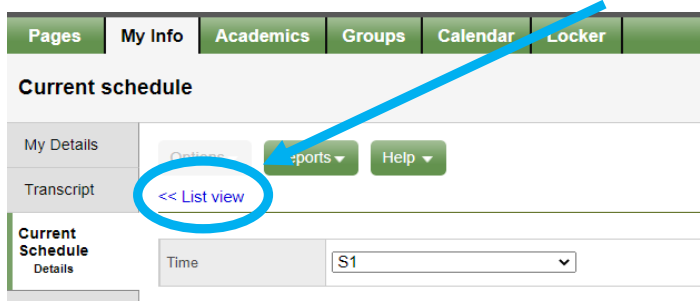 Pages My Info Academics Groups Calendar Locker
Current schedule
My Details
Options Reports Help
Transcript
<< List view
Current
Schedule
Details
Time S1